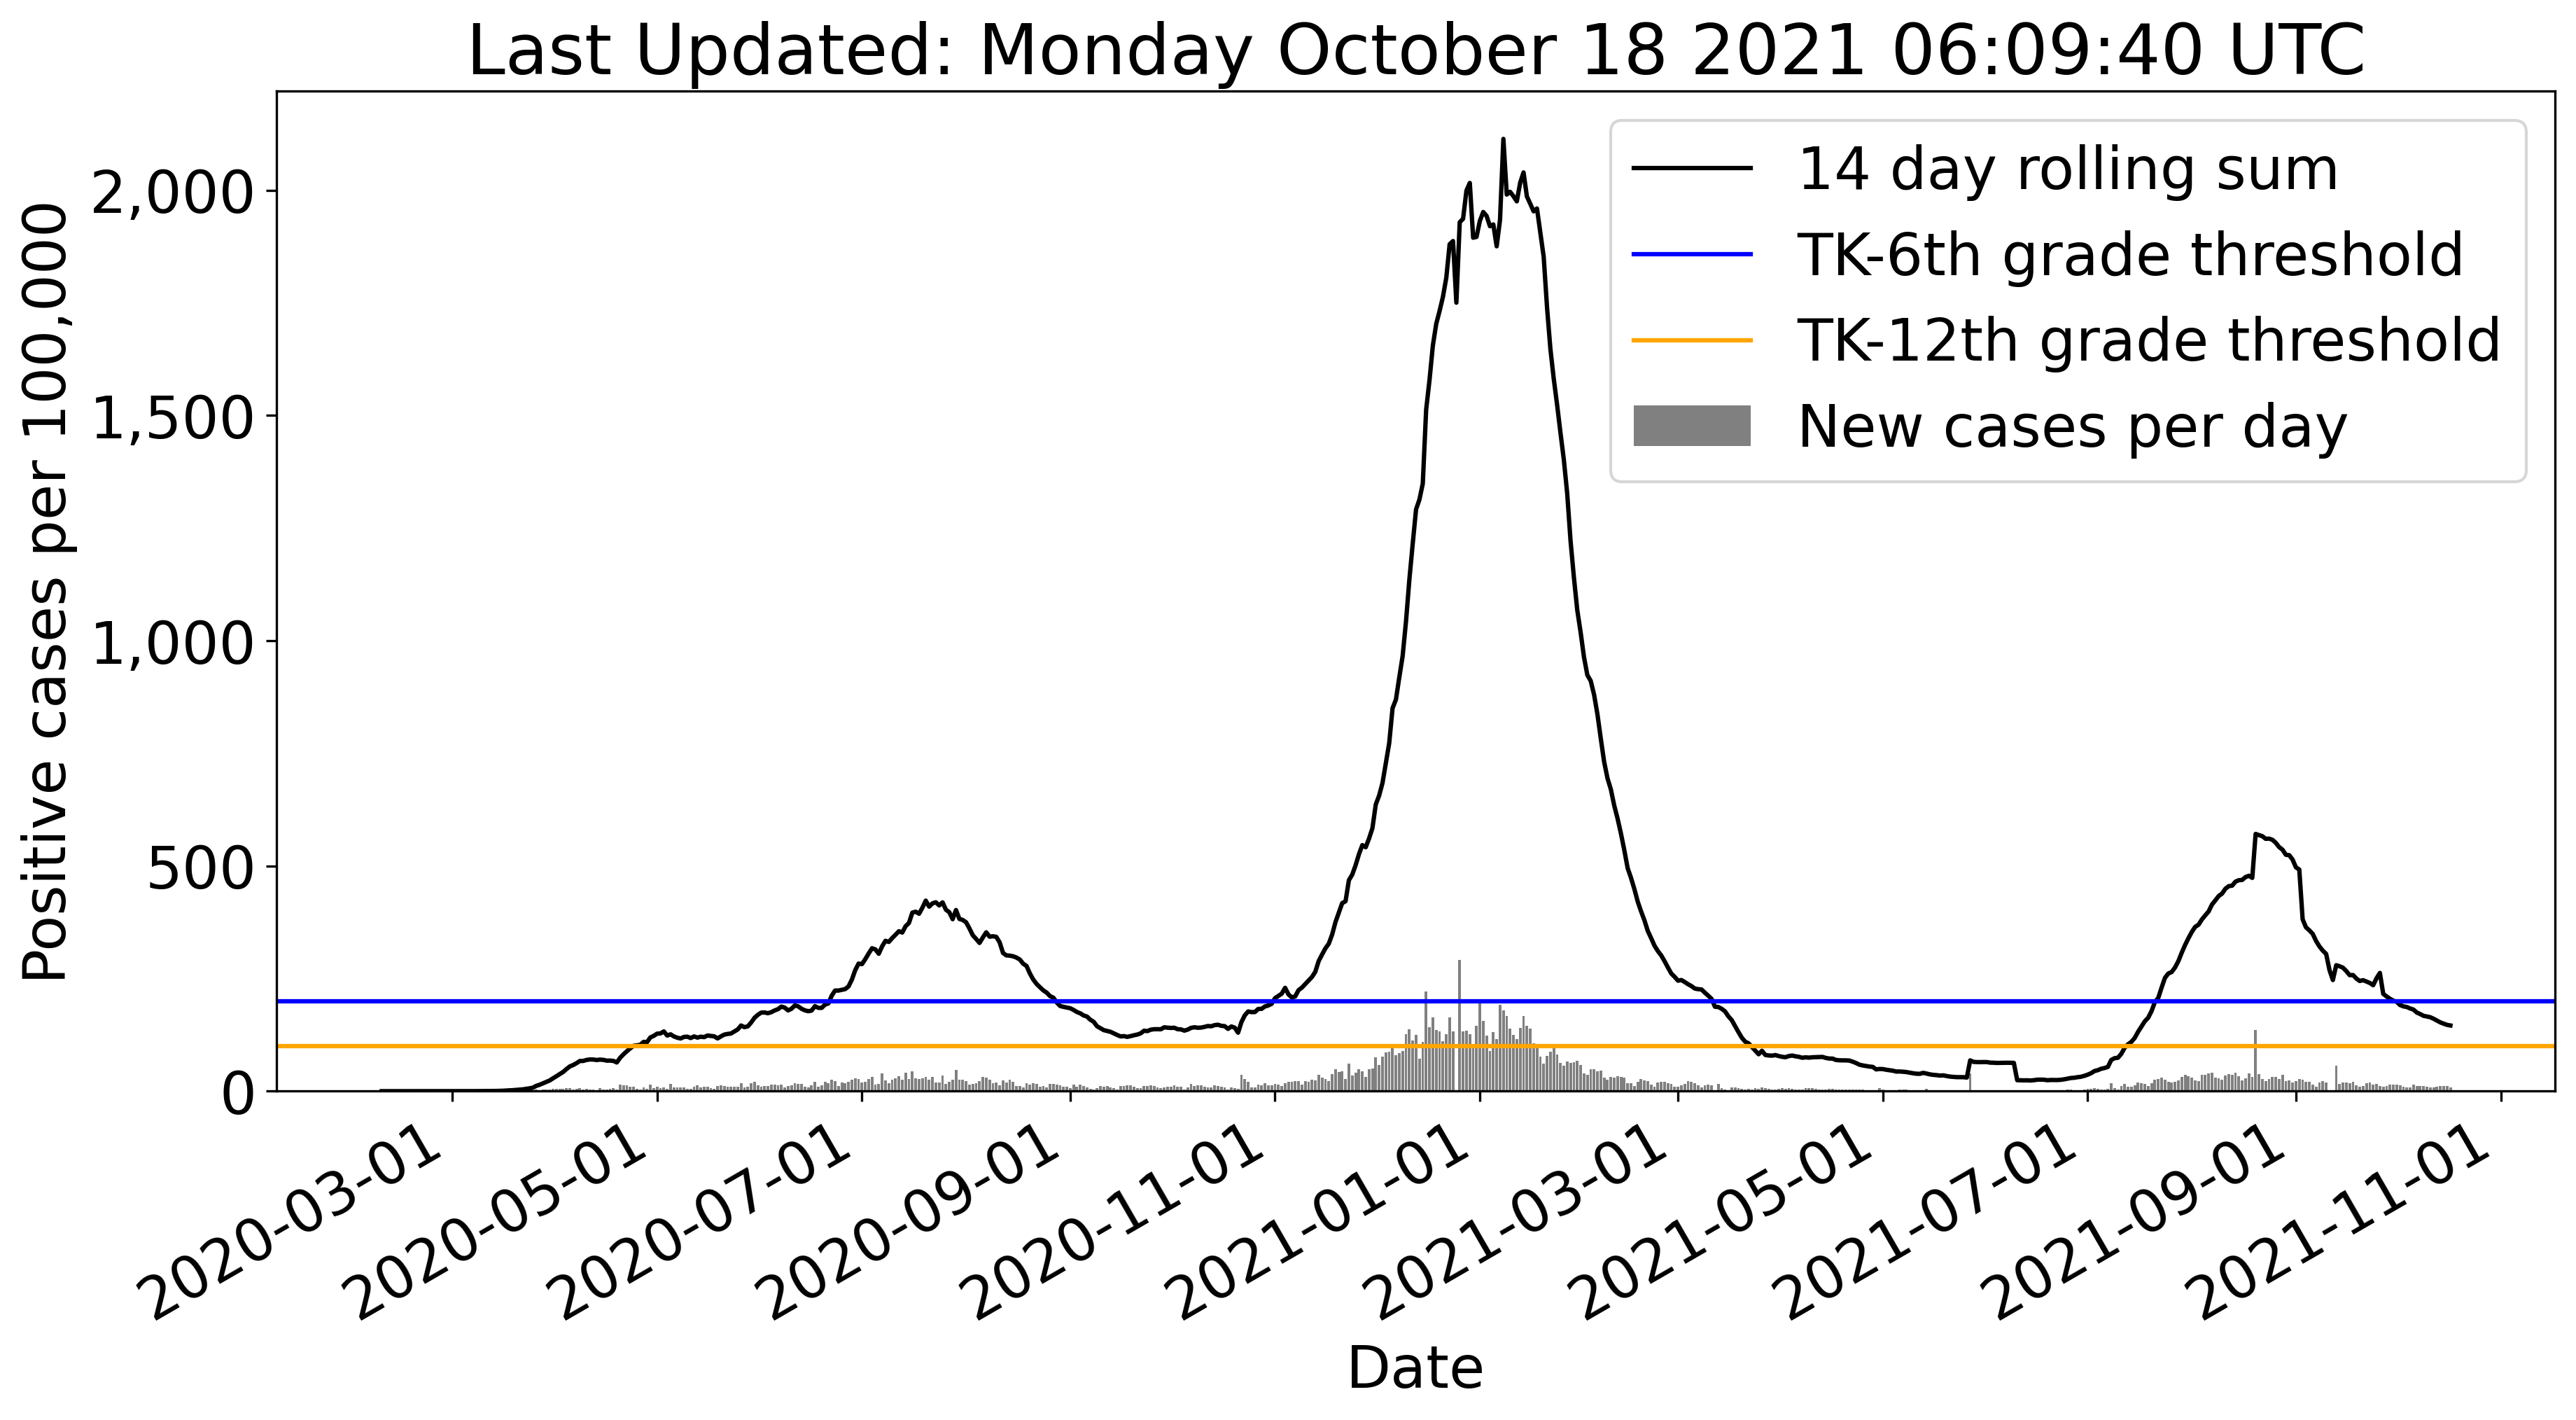 Last Updated: Monday October 18 2021 06:09:40 UTC
Positive cases per 100,000
2,000
1,500
1,000
500
0
14 day rolling sum
TK-6th grade threshold
TK-12th grade threshold
New cases per day
2020-03-01
2020-05-01
2020-07-01
2020-09-01
2020-11-01
2021-01-01
2021-03-01
2021-05-01
2021-07-01
2021-09-01
2021-11-01
Date